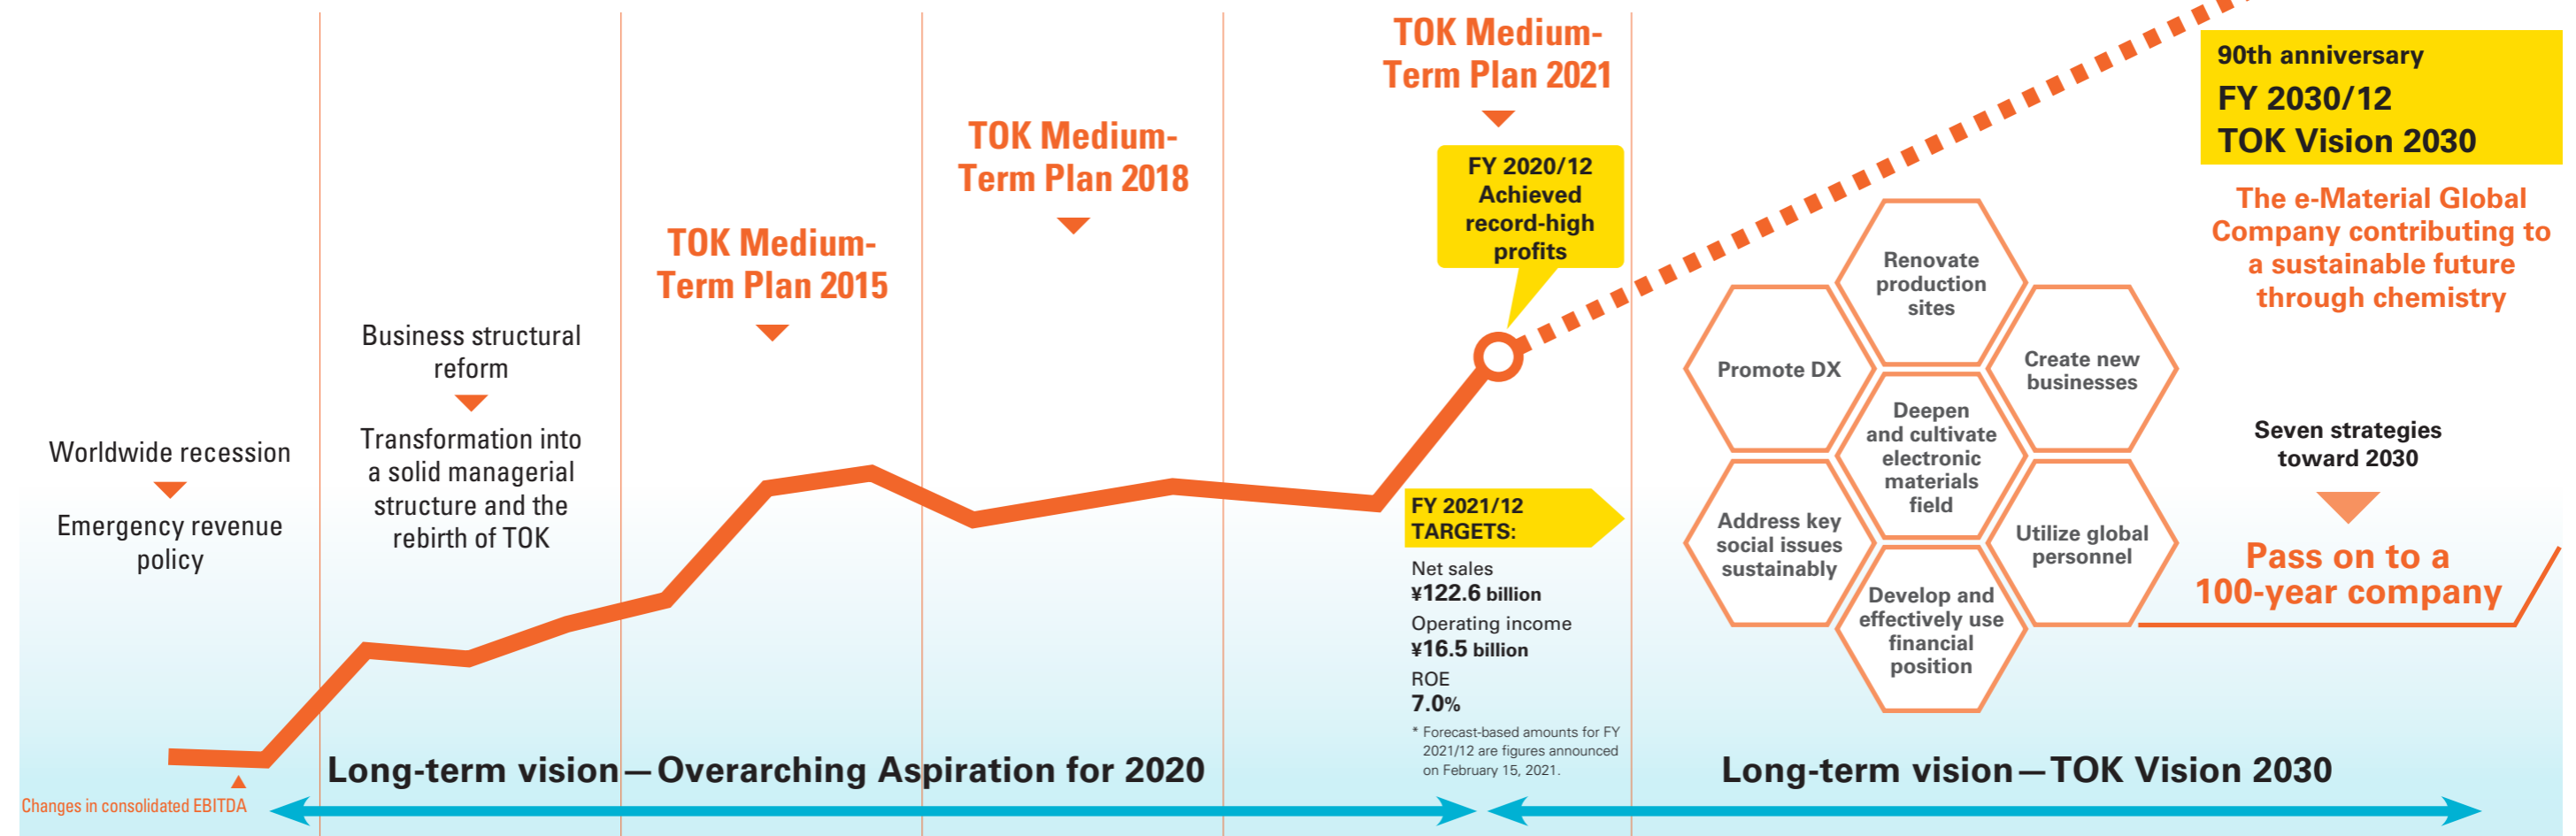 Worldwide recession
Emergency revenue
policy
Changes in consolidated EBITDA
Business structural
reform
Transformation into
a solid managerial
structure and the
rebirth of TOK
TOK Medium-
Term Plan 2015
TOK Medium-
Term Plan 2018
TOK Medium-
Term Plan 2021
FY 2020/12
Achieved
record-high
profits
FY 2021/12
TARGETS:
Net sales
¥122.6 billion
Operating income
¥16.5 billion
ROE
7.0%
* Forecast-based amounts for FY
2021/12 are figures announced
on February 15, 2021.
Long-term vision—Overarching Aspiration for 2020
Renovate
production
sites
Promote DX
Create new
businesses
Deepen
and cultivate
electronic
materials
field
Address key
social issues
sustainably
Utilize global
personnel
Develop and
effectively use
financial
position
Long-term vision—TOK Vision 2030
90th anniversary
FY 2030/12
TOK Vision 2030
The e-Material Global
Company contributing to
a sustainable future
through chemistry
Seven strategies
toward 2030
Pass on to a
100-year company